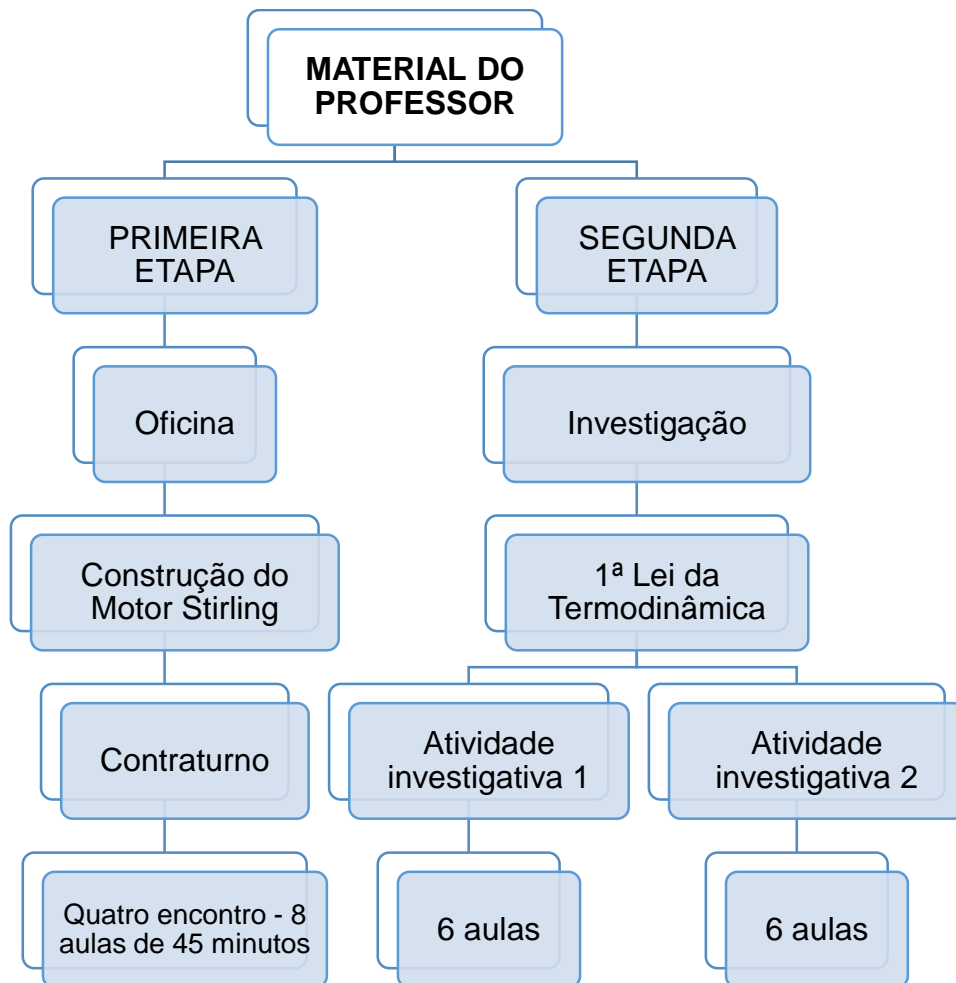 MATERIAL DO
PROFESSOR
PRIMEIRA
ETAPA
SEGUNDA
ETAPA
Oficina
Investigação
Construção do
Motor Stirling
1ª Lei da
Termodinâmica
Contraturno
Atividade
investigativa 1
Atividade
investigativa 2
Quatro encontro - 8
aulas de 45 minutos
6 aulas
6 aulas